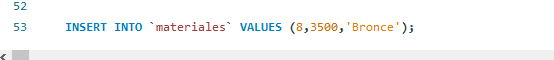 52
53 INSERT INTO `materiales` VALUES (8,3500,'Bronce');